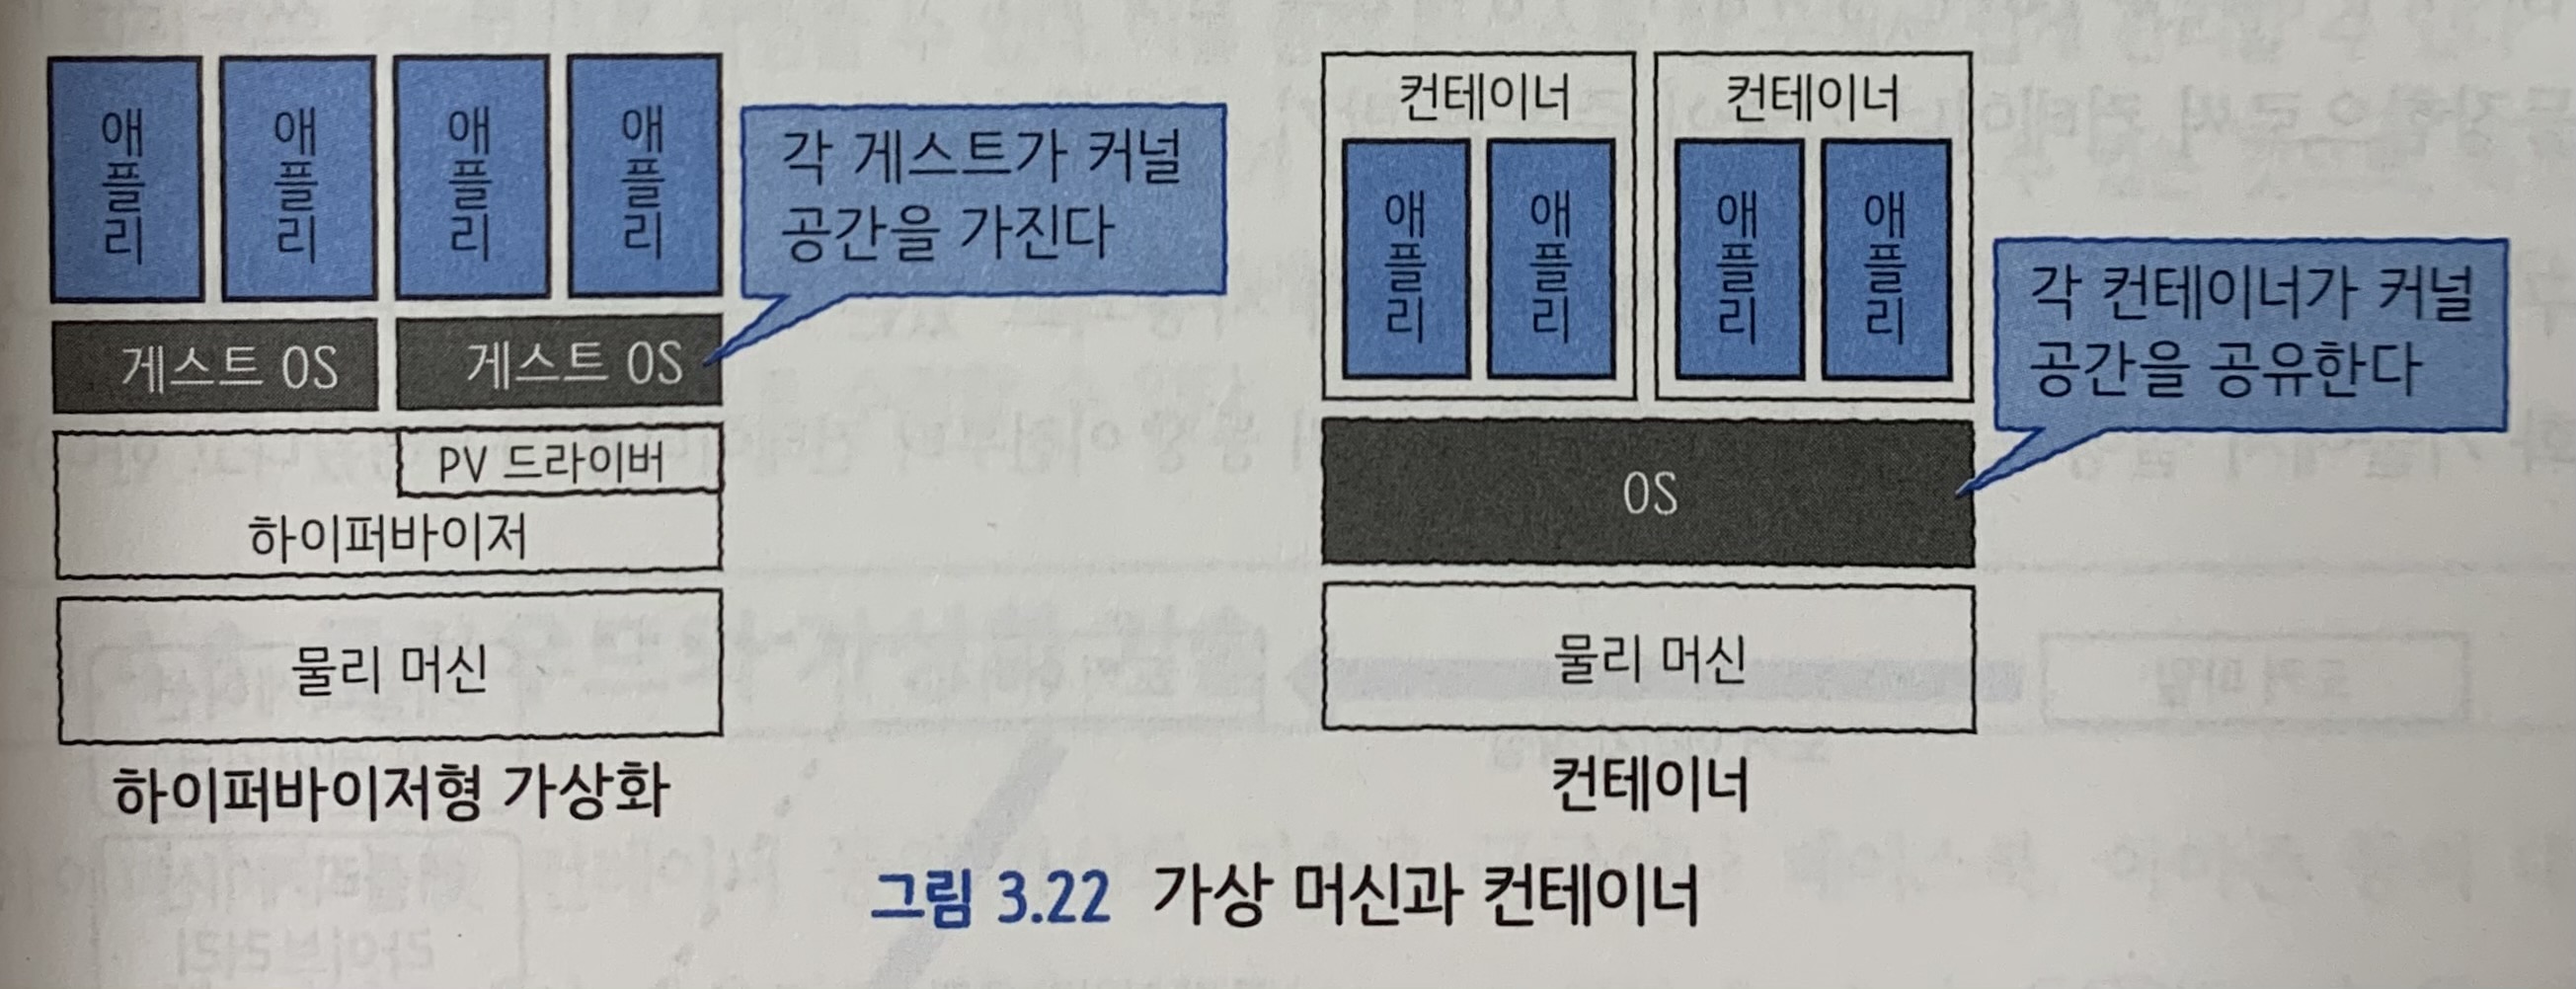 애플리
애플리
애플리
애플리
각 게스트가 커널
공간을 가진다
게스트 OS
게스트 OS
PV 드라이버
하이퍼바이저
물리 머신
하이퍼바이저형 가상화
컨테이너
컨테이너
애플리
애플리
애플리
애플리
각 컨테이너가 커널
공간을 공유한다
OS
물리 머신
컨테이너
그림 3.22 가상 머신과 컨테이너